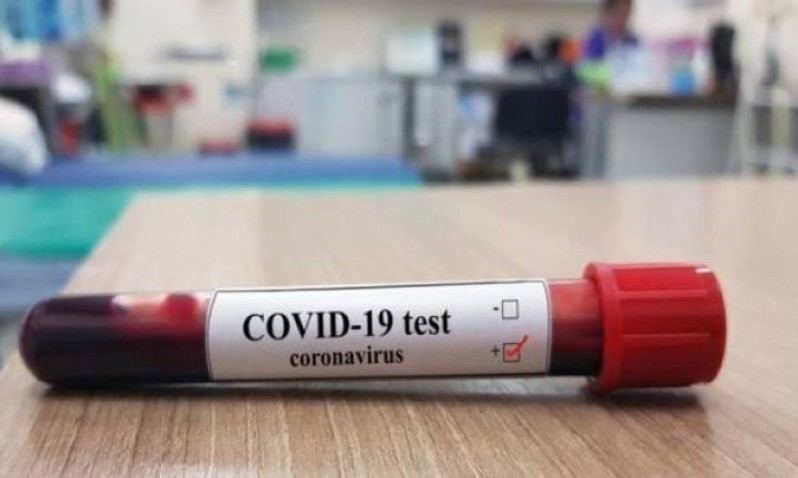 COVID-19 test
coronavirus
-
+